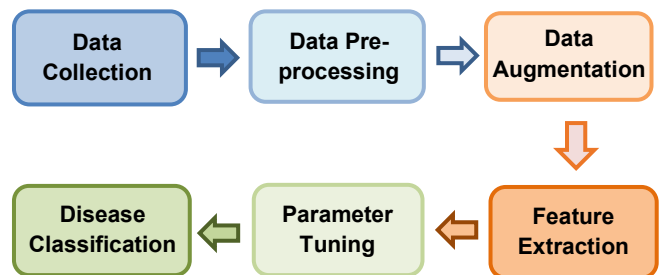 Data
Collection
Data Pre-
processing
Data
Augmentation
Feature
Extraction
Parameter
Tuning
Disease
Classification